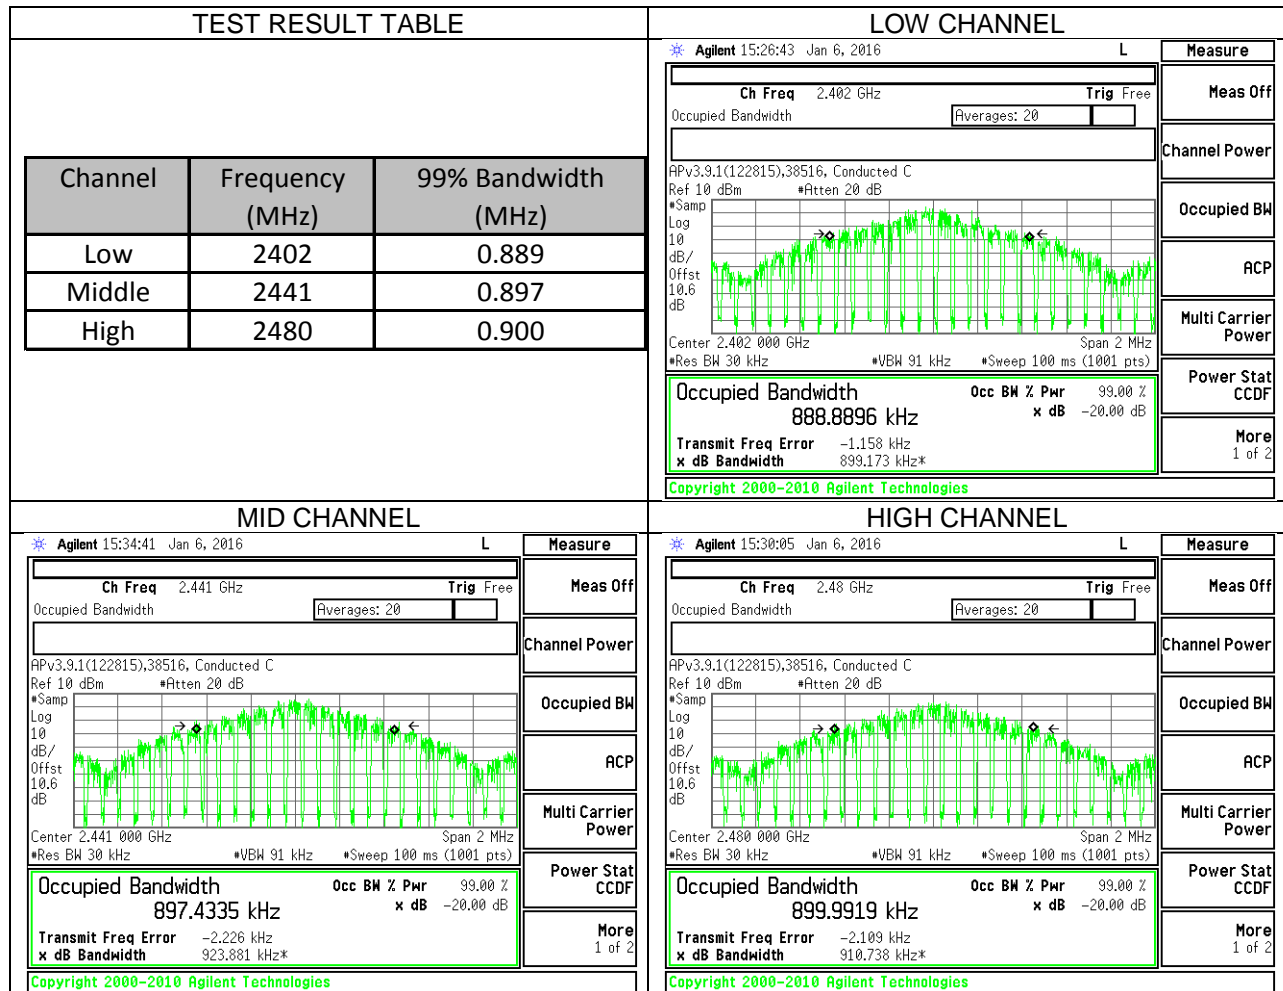 TEST RESULT TABLE
Channel Frequency (MHz) 99% Bandwidth (MHz)
Low 2402 0.889
Middle 2441 0.897
High 2480 0.900
LOW CHANNEL
Agilent 15:26:43 Jan 6, 2016 L
Measure
Ch Freq 2.402 GHz Trig Free
Occupied Bandwidth Averages: 20
APv3.9.1(122815),38516, Conducted C
Ref 10 dBm #Atten 20 dB
#Samp
Log
10
dB/
Offst
10.6
dB
Center 2.402 000 GHz Span 2 MHz
#Res BW 30 kHz #VBW 91 kHz #Sweep 100 ms (1001 pts)
Occupied Bandwidth Occ BW % Pwr 99.00 %
888.8896 kHz x dB -20.00 dB
Transmit Freq Error -1.158 kHz
x dB Bandwidth 899.173 kHz*
Copyright 2000-2010 Agilent Technologies
Meas Off
Channel Power
Occupied BW
ACP
Multi Carrier
Power
Power Stat
CCDF
More
1 of 2
MID CHANNEL
Agilent 15:34:41 Jan 6, 2016 L
Measure
Ch Freq 2.441 GHz Trig Free
Occupied Bandwidth Averages: 20
APv3.9.1(122815),38516, Conducted C
Ref 10 dBm #Atten 20 dB
#Samp
Log
10
dB/
Offst
10.6
dB
Center 2.441 000 GHz Span 2 MHz
#Res BW 30 kHz #VBW 91 kHz #Sweep 100 ms (1001 pts)
Occupied Bandwidth Occ BW % Pwr 99.00 %
897.4335 kHz x dB -20.00 dB
Transmit Freq Error -2.226 kHz
x dB Bandwidth 923.881 kHz*
Copyright 2000-2010 Agilent Technologies
Meas Off
Channel Power
Occupied BW
ACP
Multi Carrier
Power
Power Stat
CCDF
More
1 of 2
HIGH CHANNEL
Agilent 15:30:05 Jan 6, 2016 L
Measure
Ch Freq 2.48 GHz Trig Free
Occupied Bandwidth Averages: 20
APv3.9.1(122815),38516, Conducted C
Ref 10 dBm #Atten 20 dB
#Samp
Log
10
dB/
Offst
10.6
dB
Center 2.480 000 GHz Span 2 MHz
#Res BW 30 kHz #VBW 91 kHz #Sweep 100 ms (1001 pts)
Occupied Bandwidth Occ BW % Pwr 99.00 %
899.9919 kHz x dB -20.00 dB
Transmit Freq Error -2.109 kHz
x dB Bandwidth 910.738 kHz*
Copyright 2000-2010 Agilent Technologies
Meas Off
Channel Power
Occupied BW
ACP
Multi Carrier
Power
Power Stat
CCDF
More
1 of 2